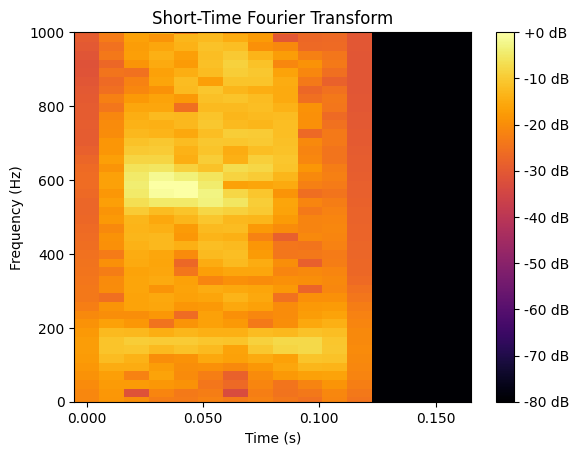 Short-Time Fourier Transform
1000
800
600
400
200
0
Frequency (Hz)
0.000
0.050
0.100
0.150
Time (s)
+0 dB
-10 dB
-20 dB
-30 dB
-40 dB
-50 dB
-60 dB
-70 dB
-80 dB